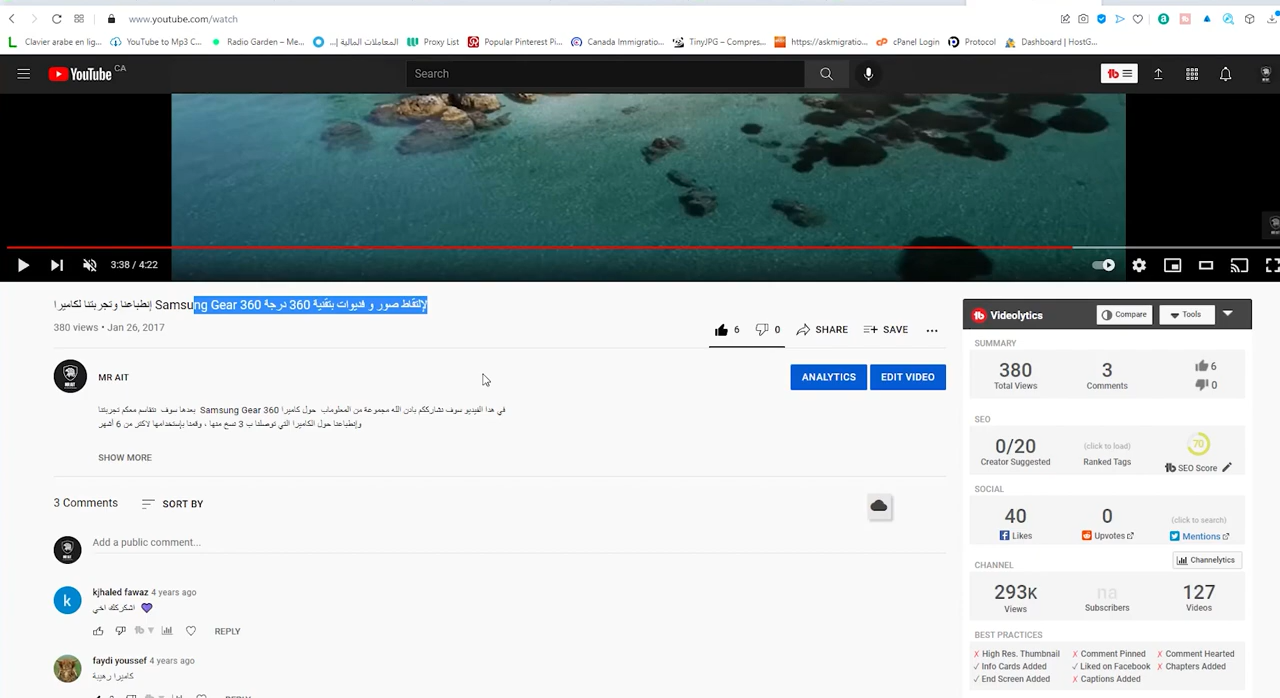 www.youtube.com/watch
Clavier arabe en lig...
YouTube to Mp3 C...
Radio Garden – Me...
المعاملات المالية إ...
Proxy List
Popular Pinterest Pi...
Canada Immigratio...
TinyJPG – Compres...
https://askmigratio...
cPanel Login
Protocol
Dashboard | HostG...
YouTube CA
Search
3:38 / 4:22
إنطباعنا وتجربتنا لكاميرا Samsung Gear 360 لإلتقاط صور و فديوات بتقنية 360 درجة
380 views • Jan 26, 2017
6
0
SHARE
SAVE
MR AIT
ANALYTICS
EDIT VIDEO
في هدا الفيديو سوف نشارككم بادن الله مجموعة من المعلوماب حول كاميرا Samsung Gear 360 بعدها سوف نتقاسم معكم تجربتنا
وإنطباعنا حول الكاميرا التي توصلنا ب 3 نسخ منها ، وقمنا بإستخدامها لاكتر من 6 أشهر
SHOW MORE
3 Comments
SORT BY
Add a public comment...
kjhaled fawaz 4 years ago
اشكركك اخي
REPLY
faydi youssef 4 years ago
كاميرا رهيبة
Videolytics
Compare
Tools
SUMMARY
380
Total Views
3
Comments
6
0
SEO
0/20
Creator Suggested
(click to load)
Ranked Tags
70
SEO Score
SOCIAL
40
Likes
0
Upvotes
(click to search)
Mentions
Channelytics
CHANNEL
293K
Views
na
Subscribers
127
Videos
BEST PRACTICES
✗ High Res. Thumbnail ✗ Comment Pinned ✗ Comment Hearted
✓ Info Cards Added ✓ Liked on Facebook ✗ Chapters Added
✓ End Screen Added ✗ Captions Added